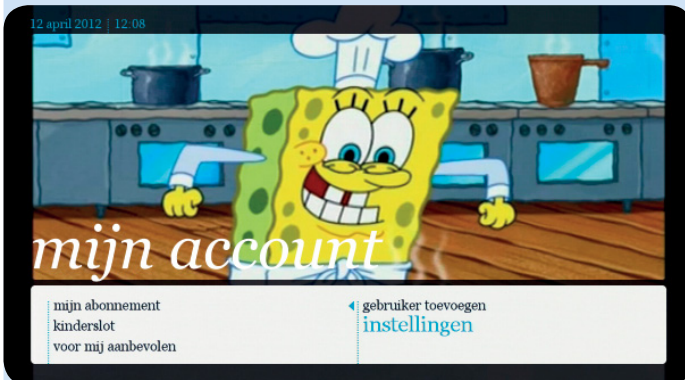 12 april 2012 | 12:08
mijn account
mijn abonnement
kinderslot
voor mij aanbevolen
gebruiker toevoegen
instellingen